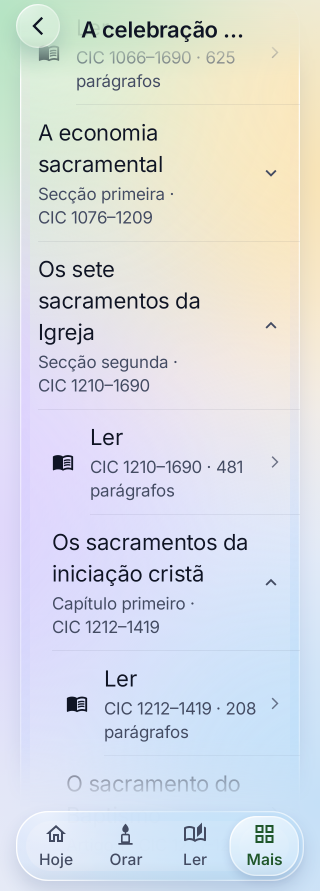 A celebração ...
Ler
CIC 1066–1690 · 625
parágrafos
A economia
sacramental
Secção primeira ·
CIC 1076–1209
Os sete
sacramentos da
Igreja
Secção segunda ·
CIC 1210–1690
Ler
CIC 1210–1690 · 481
parágrafos
Os sacramentos da
iniciação cristã
Capítulo primeiro ·
CIC 1212–1419
Ler
CIC 1212–1419 · 208
parágrafos
O sacramento do
Hoje
Orar
Ler
Mais